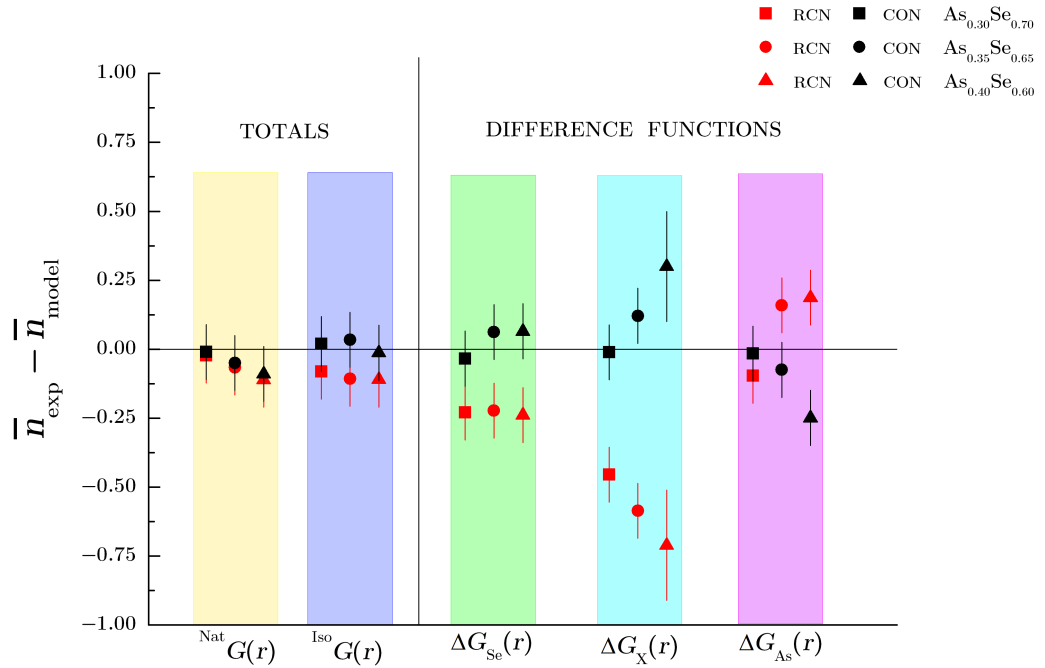 RCN CON As0.30Se0.70
RCN CON As0.35Se0.65
RCN CON As0.40Se0.60
TOTALS
DIFFERENCE FUNCTIONS
1.00
0.75
0.50
0.25
0.00
−0.25
−0.50
−0.75
−1.00
n̅exp − n̅model
NatG(r)
IsoG(r)
ΔGSe(r)
ΔGX(r)
ΔGAs(r)